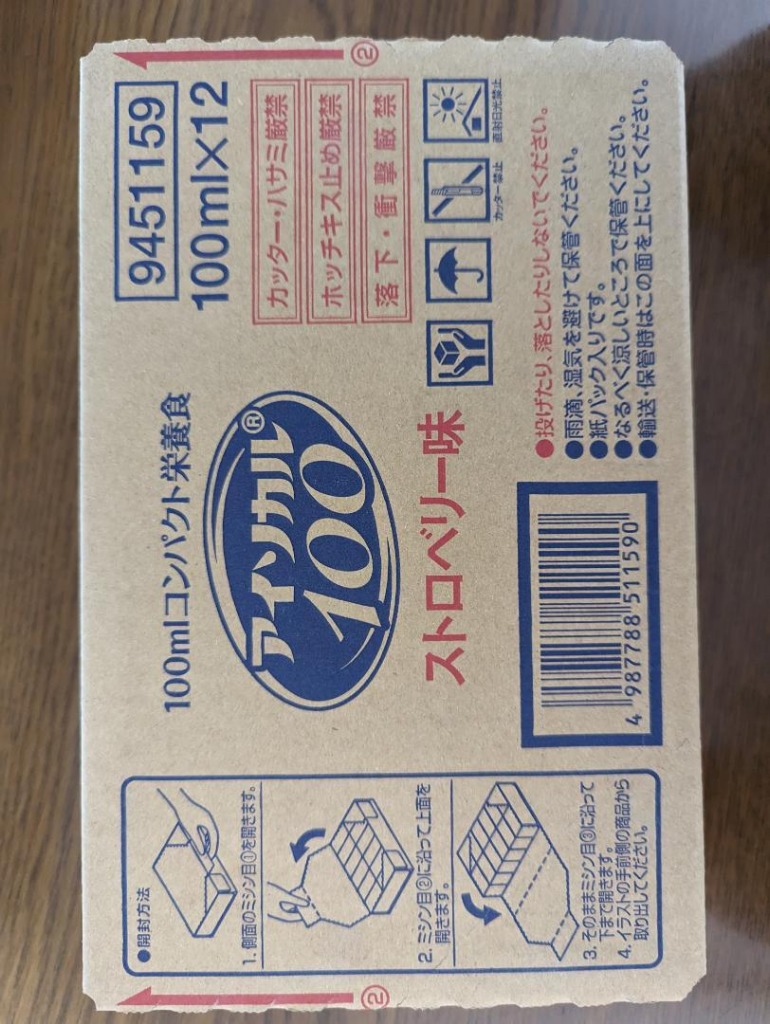 ●開封方法
1. 側面のミシン目①を開きます。
2. ミシン目②に沿って上面を
開きます。
3. そのままミシン目③に沿って
下まで開きます。
4. イラストの手前側の商品から
取り出してください。
100mlコンパクト栄養食
アイソカル®
100
ストロベリー味
4 987788 511590
9451159
100ml×12
カッター・ハサミ厳禁
ホッチキス止め厳禁
落下・衝撃厳禁
カッター禁止
直射日光禁止
●投げたり、落としたりしないでください。
●雨滴、湿気を避けて保管ください。
●紙パック入りです。
●なるべく涼しいところで保管ください。
●輸送・保管時はこの面を上にしてください。
②
②